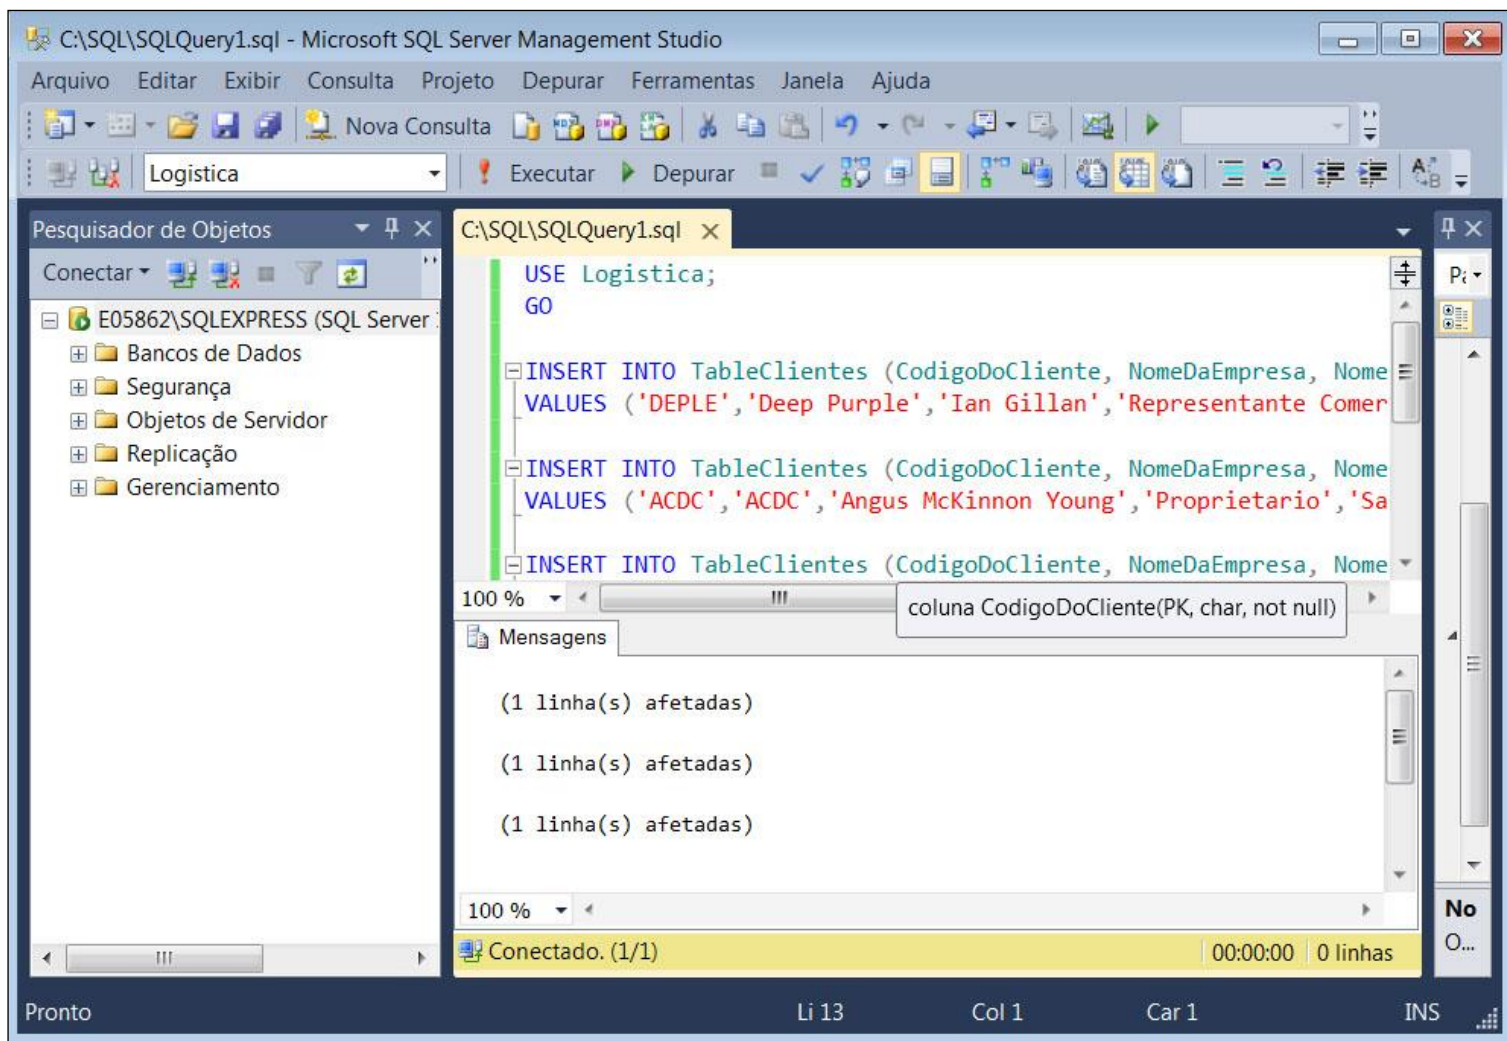 C:\SQL\SQLQuery1.sql - Microsoft SQL Server Management Studio
Arquivo Editar Exibir Consulta Projeto Depurar Ferramentas Janela Ajuda
Nova Consulta
Logistica Executar Depurar
Pesquisador de Objetos
Conectar
E05862\SQLEXPRESS (SQL Server
Bancos de Dados
Segurança
Objetos de Servidor
Replicação
Gerenciamento
C:\SQL\SQLQuery1.sql
USE Logistica;
GO
INSERT INTO TableClientes (CodigoDoCliente, NomeDaEmpresa, Nome
VALUES ('DEPLE','Deep Purple','Ian Gillan','Representante Comer
INSERT INTO TableClientes (CodigoDoCliente, NomeDaEmpresa, Nome
VALUES ('ACDC','ACDC','Angus McKinnon Young','Proprietario','Sa
INSERT INTO TableClientes (CodigoDoCliente, NomeDaEmpresa, Nome
100 %
coluna CodigoDoCliente(PK, char, not null)
Mensagens
(1 linha(s) afetadas)
(1 linha(s) afetadas)
(1 linha(s) afetadas)
100 %
Conectado. (1/1) 00:00:00 0 linhas
No
O...
Pronto Li 13 Col 1 Car 1 INS